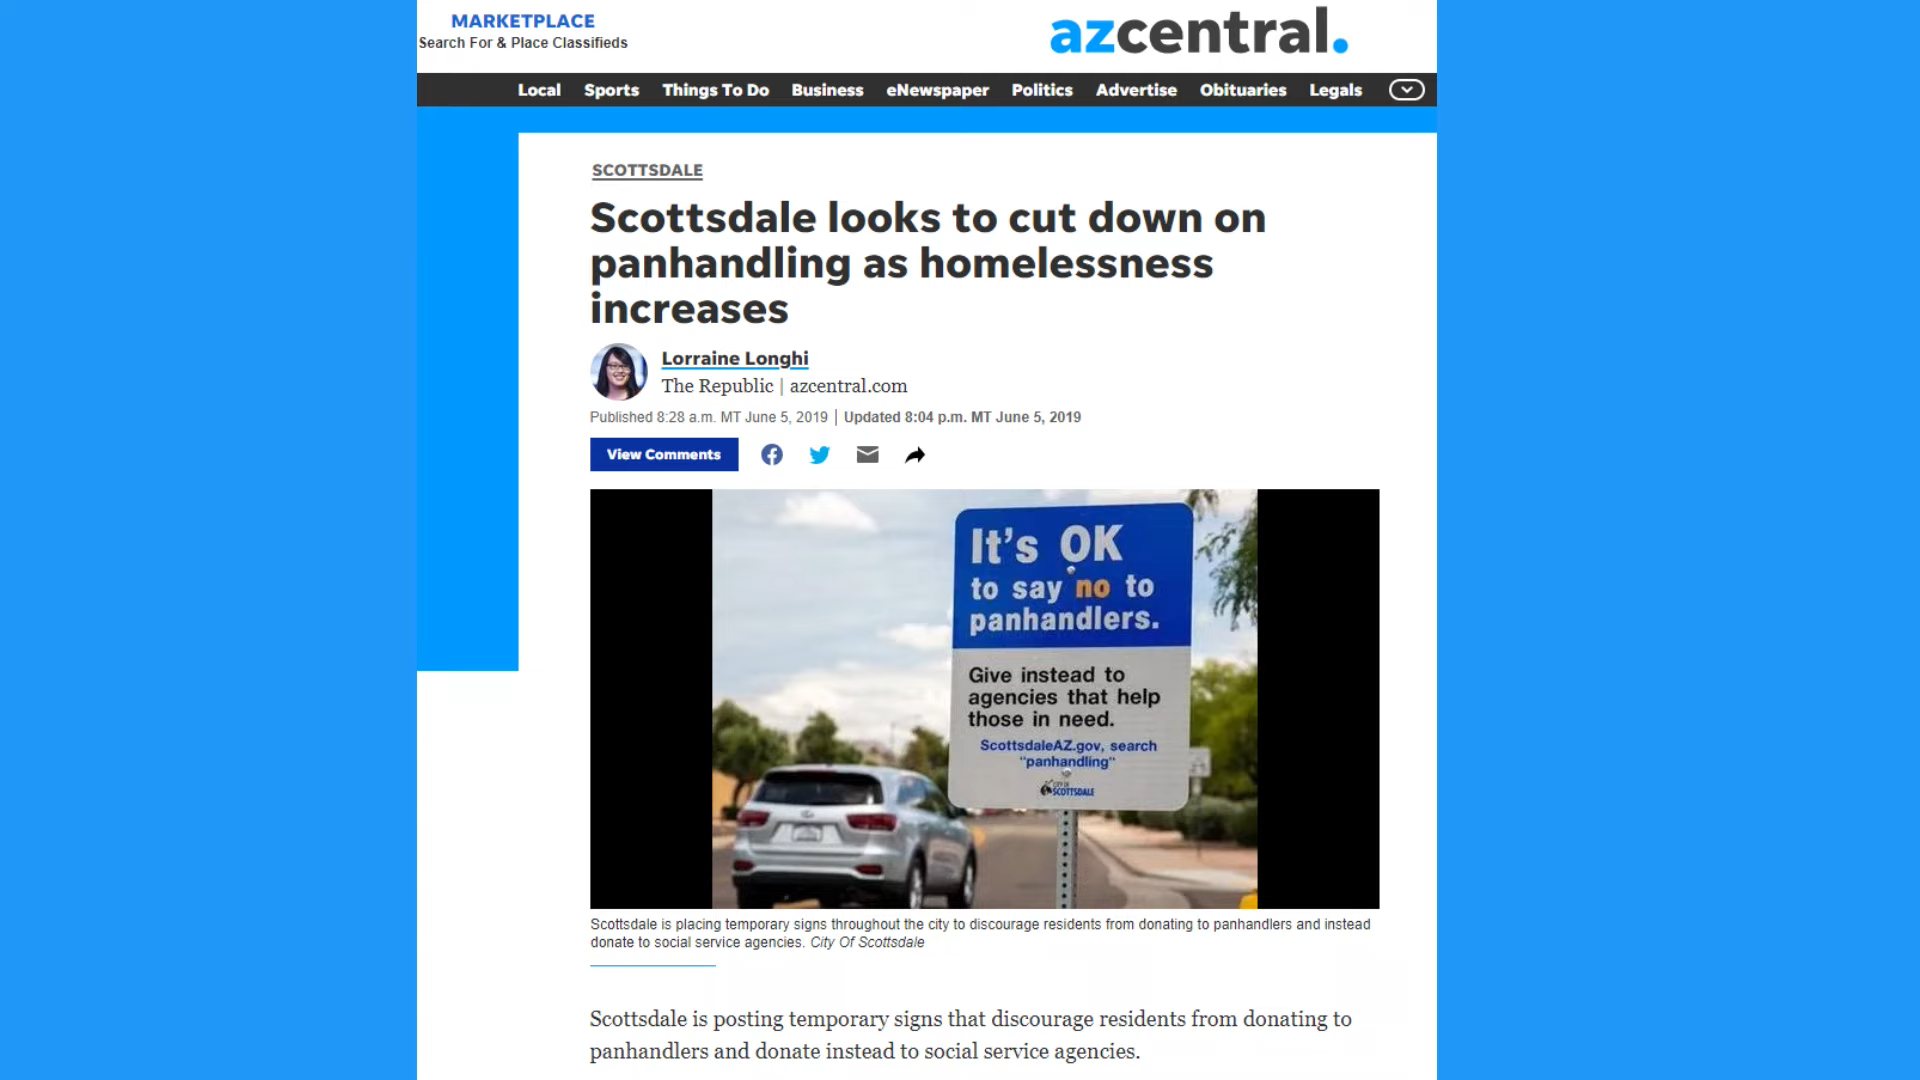 MARKETPLACE
Search For & Place Classifieds
azcentral.
Local Sports Things To Do Business eNewspaper Politics Advertise Obituaries Legals
SCOTTSDALE
Scottsdale looks to cut down on
panhandling as homelessness
increases
Lorraine Longhi
The Republic | azcentral.com
Published 8:28 a.m. MT June 5, 2019 | Updated 8:04 p.m. MT June 5, 2019
View Comments
It's OK
to say no to
panhandlers.
Give instead to
agencies that help
those in need.
ScottsdaleAZ.gov, search
"panhandling"
CITY OF
SCOTTSDALE
Scottsdale is placing temporary signs throughout the city to discourage residents from donating to panhandlers and instead
donate to social service agencies. City Of Scottsdale
Scottsdale is posting temporary signs that discourage residents from donating to
panhandlers and donate instead to social service agencies.